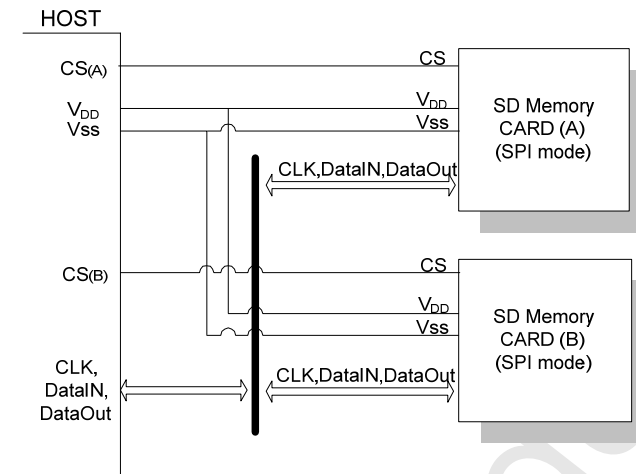 HOST
CS(A)
CS
VDD
Vss
VDD
Vss
SD Memory
CARD (A)
(SPI mode)
CLK,DataIN,DataOut
CS(B)
CS
VDD
Vss
SD Memory
CARD (B)
(SPI mode)
CLK,
DataIN,
DataOut
CLK,DataIN,DataOut